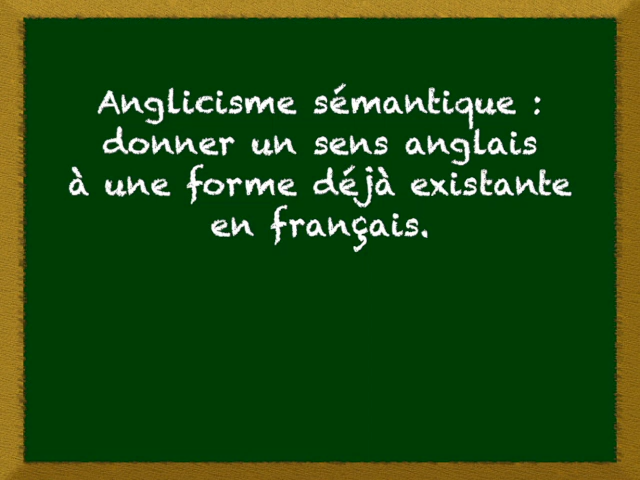 Anglicisme sémantique :
donner un sens anglais
à une forme déjà existante
en français.